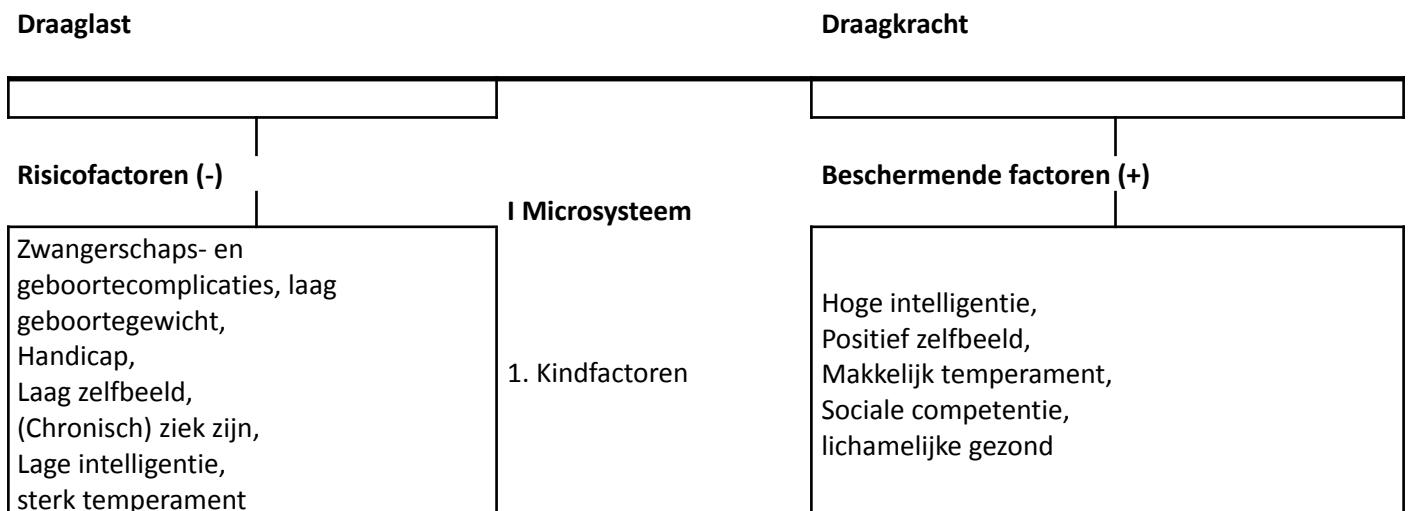 Draaglast
Draagkracht
Risicofactoren (-)
Beschermende factoren (+)
I Microsysteem
Zwangerschaps- en
geboortecomplicaties, laag
geboortegewicht,
Handicap,
Laag zelfbeeld,
(Chronisch) ziek zijn,
Lage intelligentie,
sterk temperament
1. Kindfactoren
Hoge intelligentie,
Positief zelfbeeld,
Makkelijk temperament,
Sociale competentie,
lichamelijke gezond